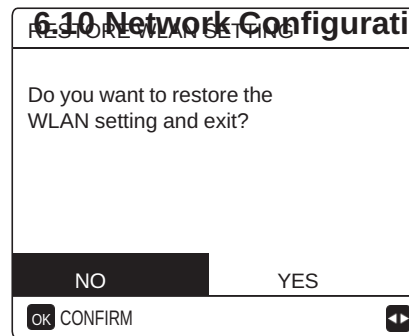 6.10 Network Configurati
RESTORE WLAN SETTING
Do you want to restore the
WLAN setting and exit?
NO YES
OK CONFIRM